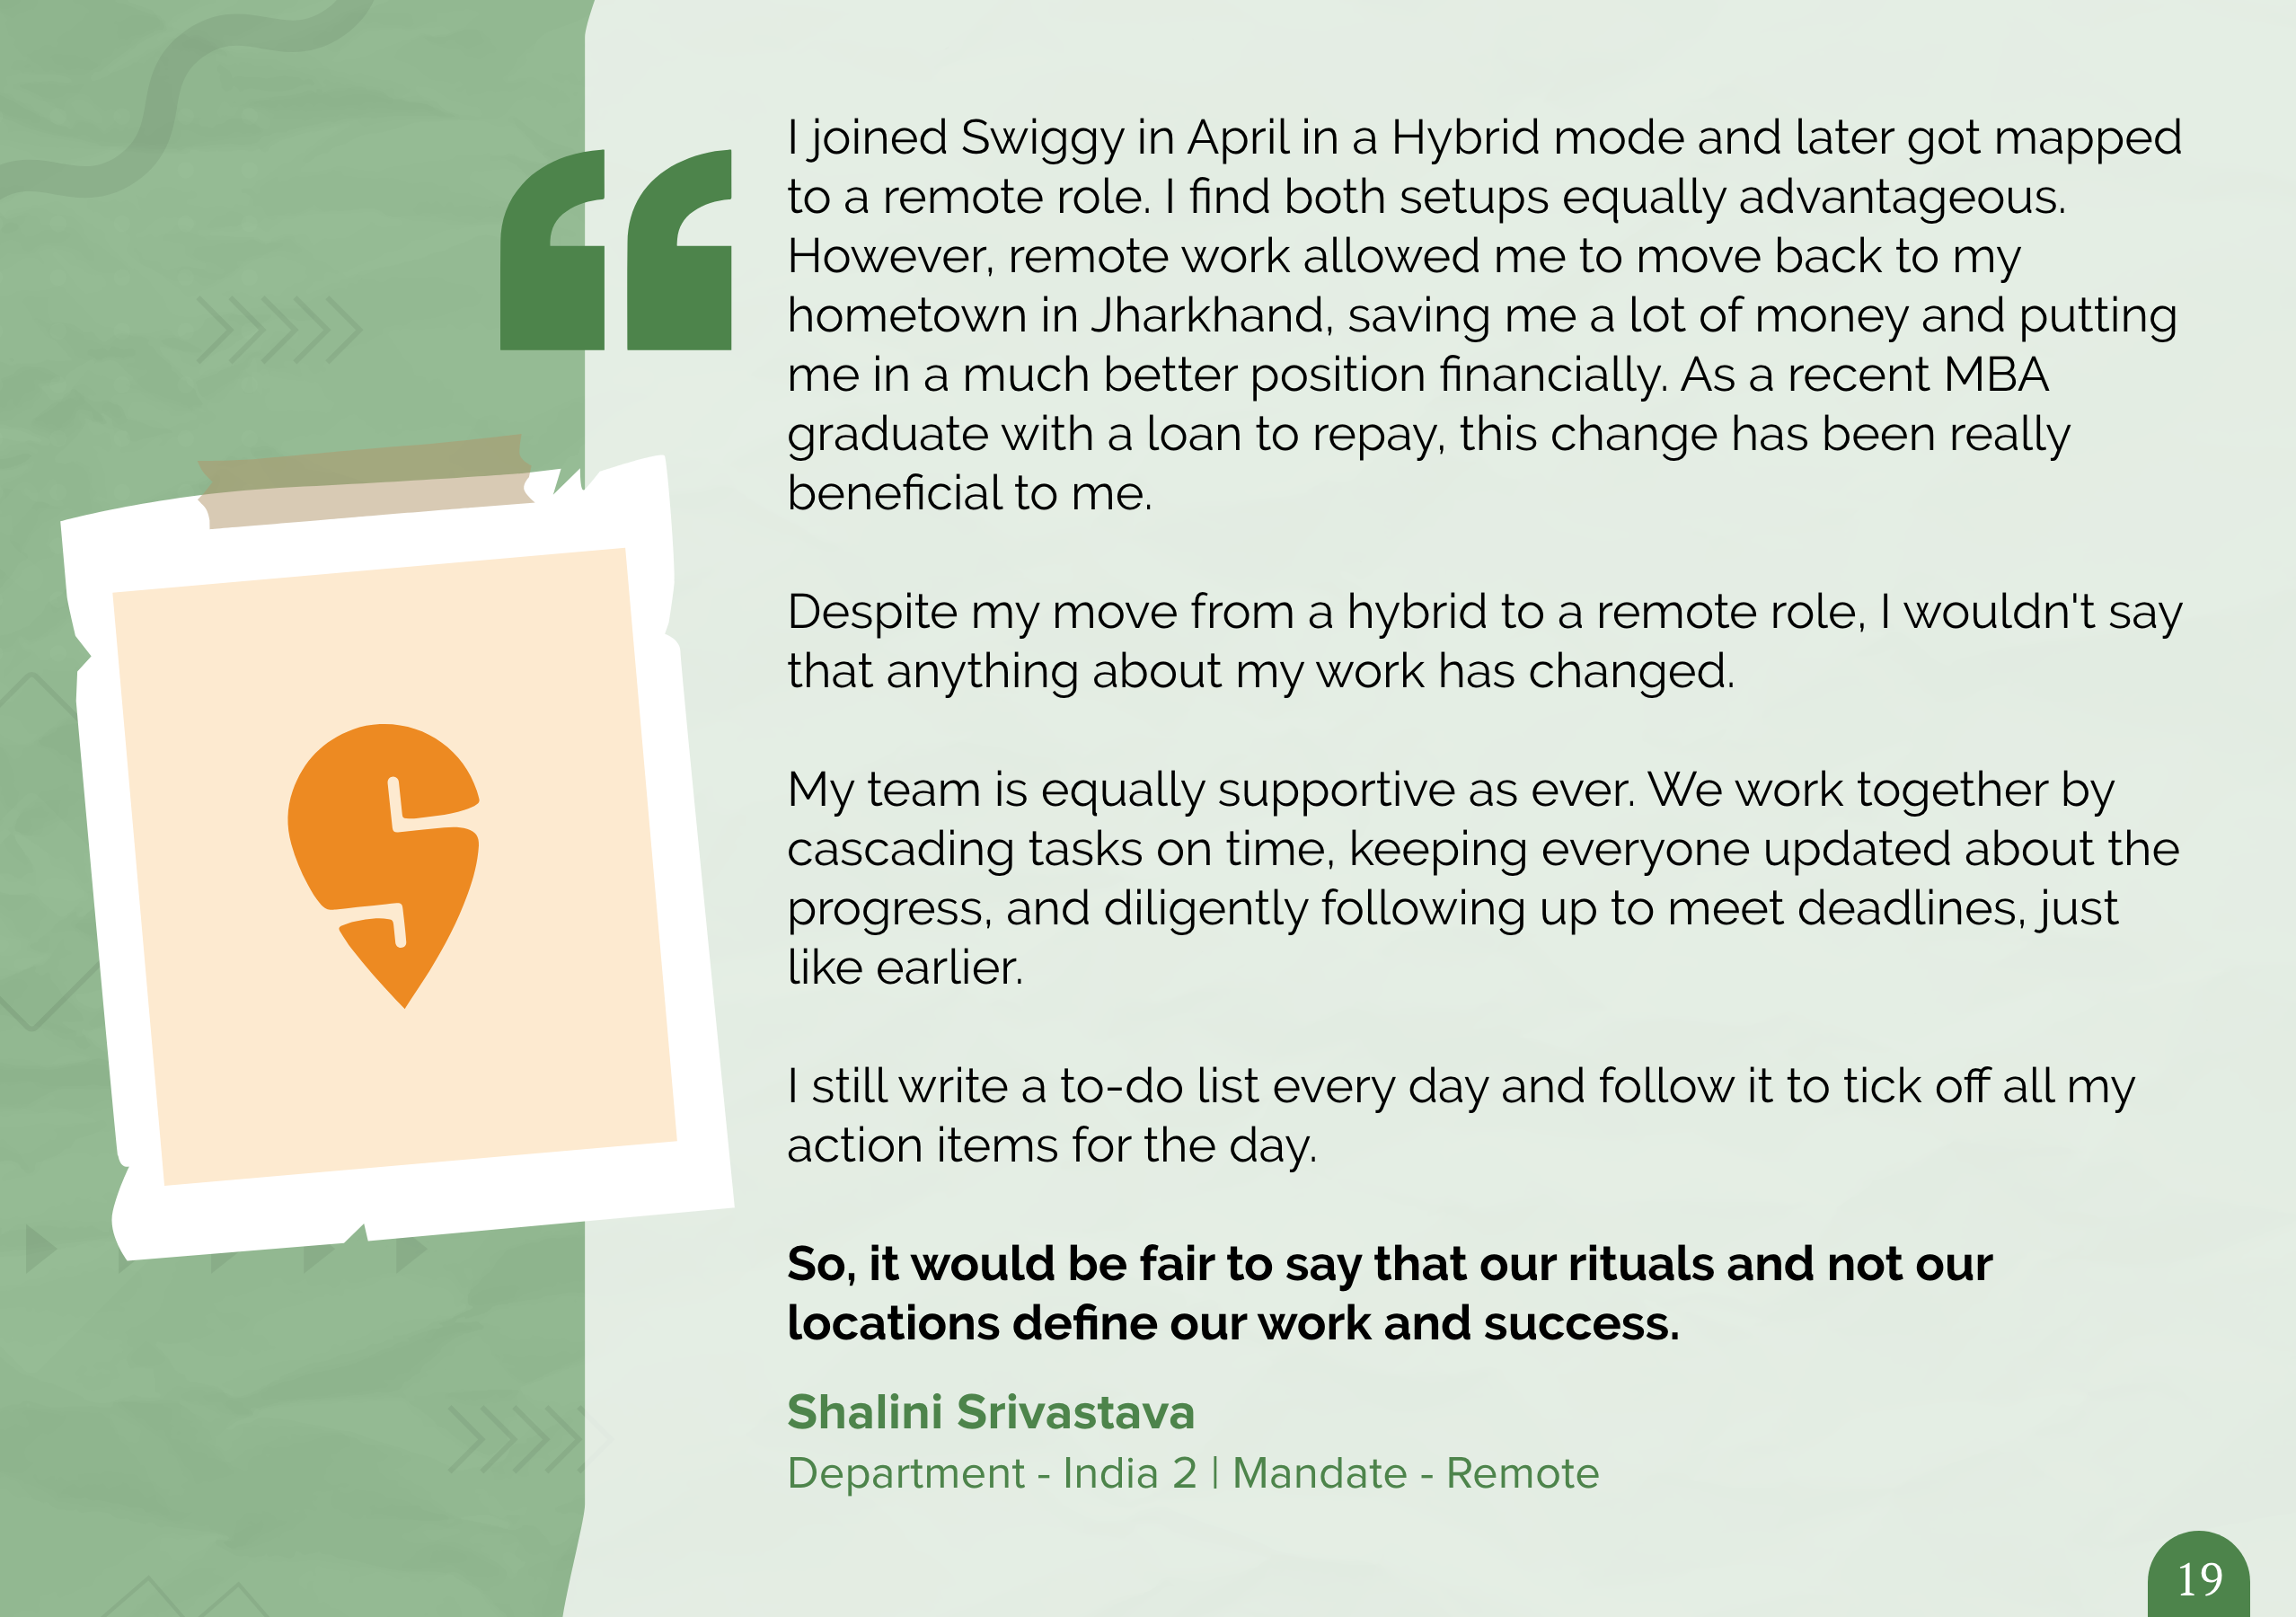 I joined Swiggy in April in a Hybrid mode and later got mapped
to a remote role. I find both setups equally advantageous.
However, remote work allowed me to move back to my
hometown in Jharkhand, saving me a lot of money and putting
me in a much better position financially. As a recent MBA
graduate with a loan to repay, this change has been really
beneficial to me.
Despite my move from a hybrid to a remote role, I wouldn't say
that anything about my work has changed.
My team is equally supportive as ever. We work together by
cascading tasks on time, keeping everyone updated about the
progress, and diligently following up to meet deadlines, just
like earlier.
I still write a to-do list every day and follow it to tick off all my
action items for the day.
So, it would be fair to say that our rituals and not our
locations define our work and success.
Shalini Srivastava
Department - India 2 | Mandate - Remote
19